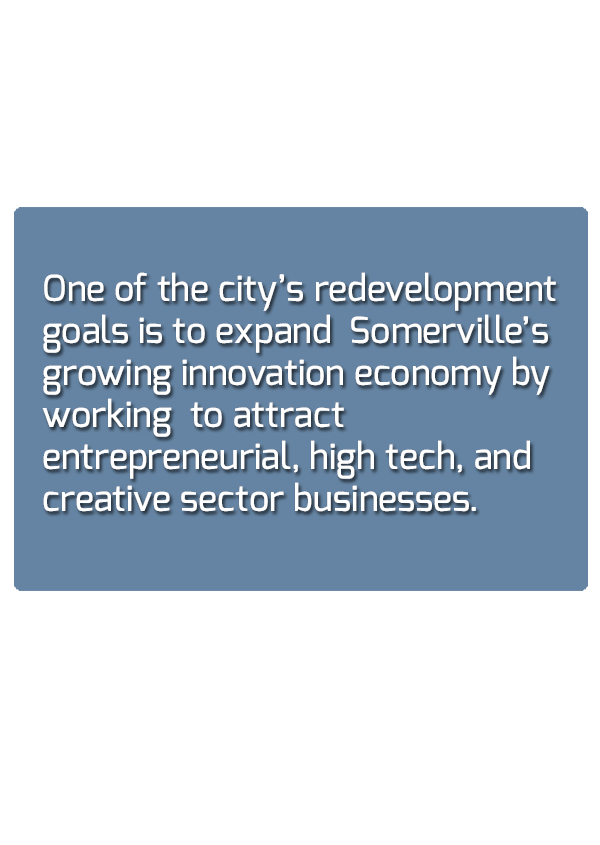 One of the city’s redevelopment
goals is to expand  Somerville’s
growing innovation economy by
working  to attract
entrepreneurial, high tech, and
creative sector businesses.